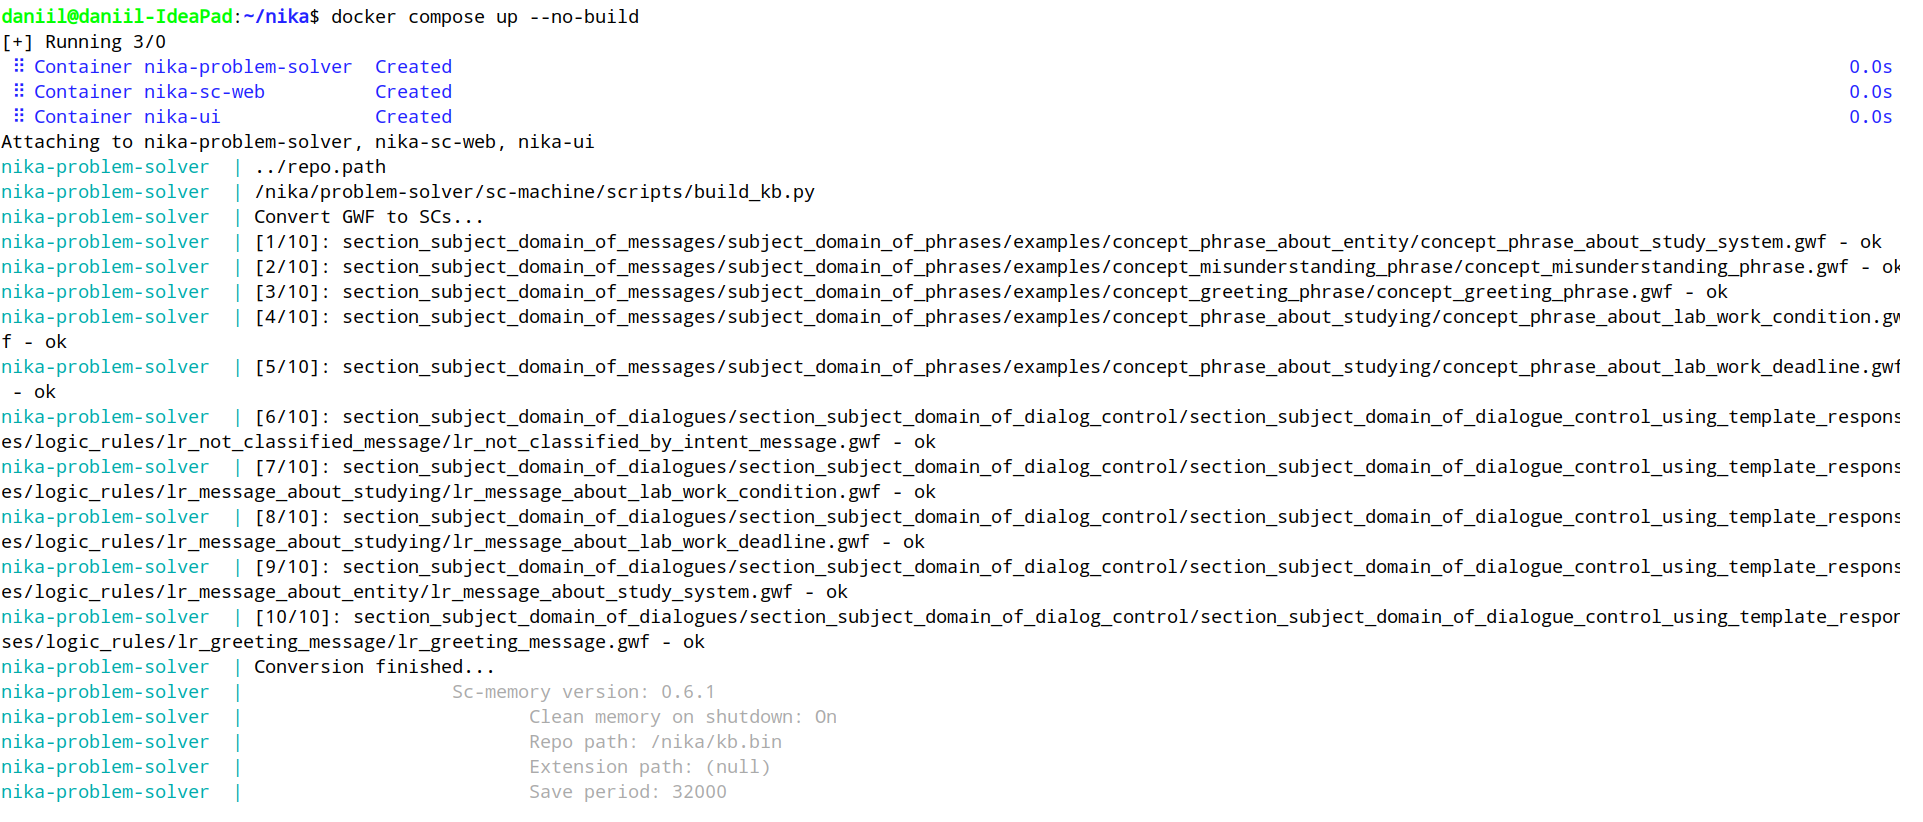 daniil@daniil-IdeaPad:~/nika$ docker compose up --no-build
[+] Running 3/0
 ⠿ Container nika-problem-solver  Created  0.0s
 ⠿ Container nika-sc-web          Created  0.0s
 ⠿ Container nika-ui              Created  0.0s
Attaching to nika-problem-solver, nika-sc-web, nika-ui
nika-problem-solver  | ../repo.path
nika-problem-solver  | /nika/problem-solver/sc-machine/scripts/build_kb.py
nika-problem-solver  | Convert GWF to SCs...
nika-problem-solver  | [1/10]: section_subject_domain_of_messages/subject_domain_of_phrases/examples/concept_phrase_about_entity/concept_phrase_about_study_system.gwf - ok
nika-problem-solver  | [2/10]: section_subject_domain_of_messages/subject_domain_of_phrases/examples/concept_misunderstanding_phrase/concept_misunderstanding_phrase.gwf - ok
nika-problem-solver  | [3/10]: section_subject_domain_of_messages/subject_domain_of_phrases/examples/concept_greeting_phrase/concept_greeting_phrase.gwf - ok
nika-problem-solver  | [4/10]: section_subject_domain_of_messages/subject_domain_of_phrases/examples/concept_phrase_about_studying/concept_phrase_about_lab_work_condition.gw
f - ok
nika-problem-solver  | [5/10]: section_subject_domain_of_messages/subject_domain_of_phrases/examples/concept_phrase_about_studying/concept_phrase_about_lab_work_deadline.gwf
 - ok
nika-problem-solver  | [6/10]: section_subject_domain_of_dialogues/section_subject_domain_of_dialog_control/section_subject_domain_of_dialogue_control_using_template_respons
es/logic_rules/lr_not_classified_message/lr_not_classified_by_intent_message.gwf - ok
nika-problem-solver  | [7/10]: section_subject_domain_of_dialogues/section_subject_domain_of_dialog_control/section_subject_domain_of_dialogue_control_using_template_respons
es/logic_rules/lr_message_about_studying/lr_message_about_lab_work_condition.gwf - ok
nika-problem-solver  | [8/10]: section_subject_domain_of_dialogues/section_subject_domain_of_dialog_control/section_subject_domain_of_dialogue_control_using_template_respons
es/logic_rules/lr_message_about_studying/lr_message_about_lab_work_deadline.gwf - ok
nika-problem-solver  | [9/10]: section_subject_domain_of_dialogues/section_subject_domain_of_dialog_control/section_subject_domain_of_dialogue_control_using_template_respons
es/logic_rules/lr_message_about_entity/lr_message_about_study_system.gwf - ok
nika-problem-solver  | [10/10]: section_subject_domain_of_dialogues/section_subject_domain_of_dialog_control/section_subject_domain_of_dialogue_control_using_template_respon
ses/logic_rules/lr_greeting_message/lr_greeting_message.gwf - ok
nika-problem-solver  | Conversion finished...
nika-problem-solver  |                   Sc-memory version: 0.6.1
nika-problem-solver  |                          Clean memory on shutdown: On
nika-problem-solver  |                          Repo path: /nika/kb.bin
nika-problem-solver  |                          Extension path: (null)
nika-problem-solver  |                          Save period: 32000